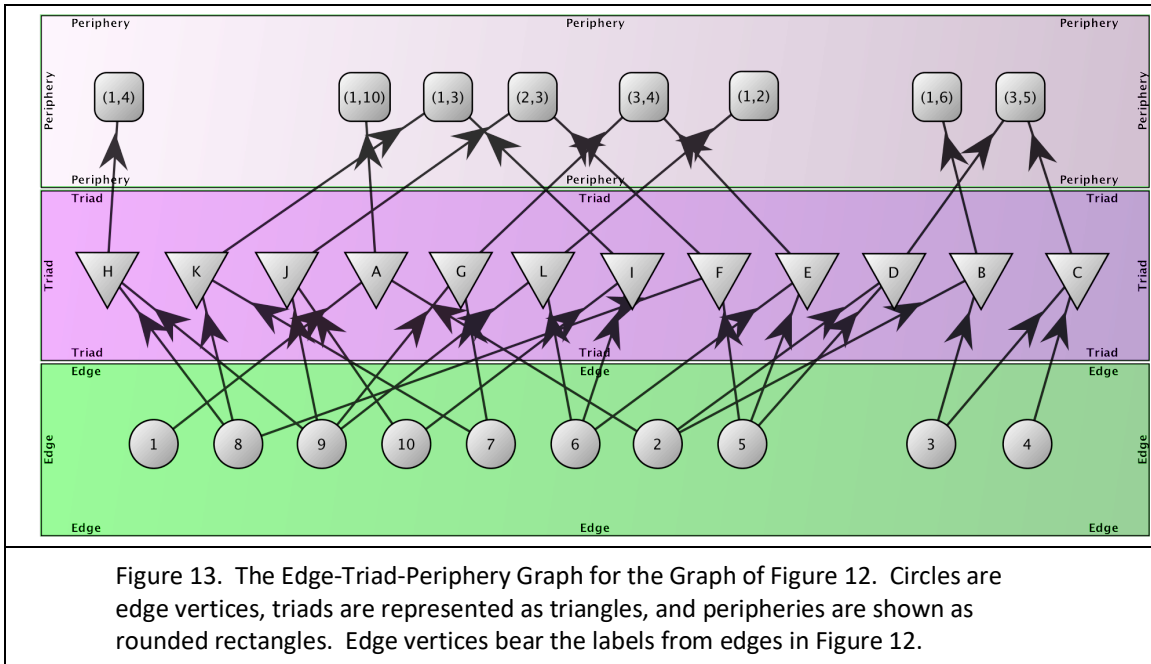 Periphery Periphery Periphery
Periphery Periphery
(1,4) (1,10) (1,3) (2,3) (3,4) (1,2) (1,6) (3,5)
Periphery Periphery Periphery
Triad Triad Triad
Triad Triad
H K J A G L I F E D B C
Triad Triad Triad
Edge Edge Edge
Edge Edge
1 8 9 10 7 6 2 5 3 4
Edge Edge Edge
Figure 13. The Edge-Triad-Periphery Graph for the Graph of Figure 12. Circles are
edge vertices, triads are represented as triangles, and peripheries are shown as
rounded rectangles. Edge vertices bear the labels from edges in Figure 12.